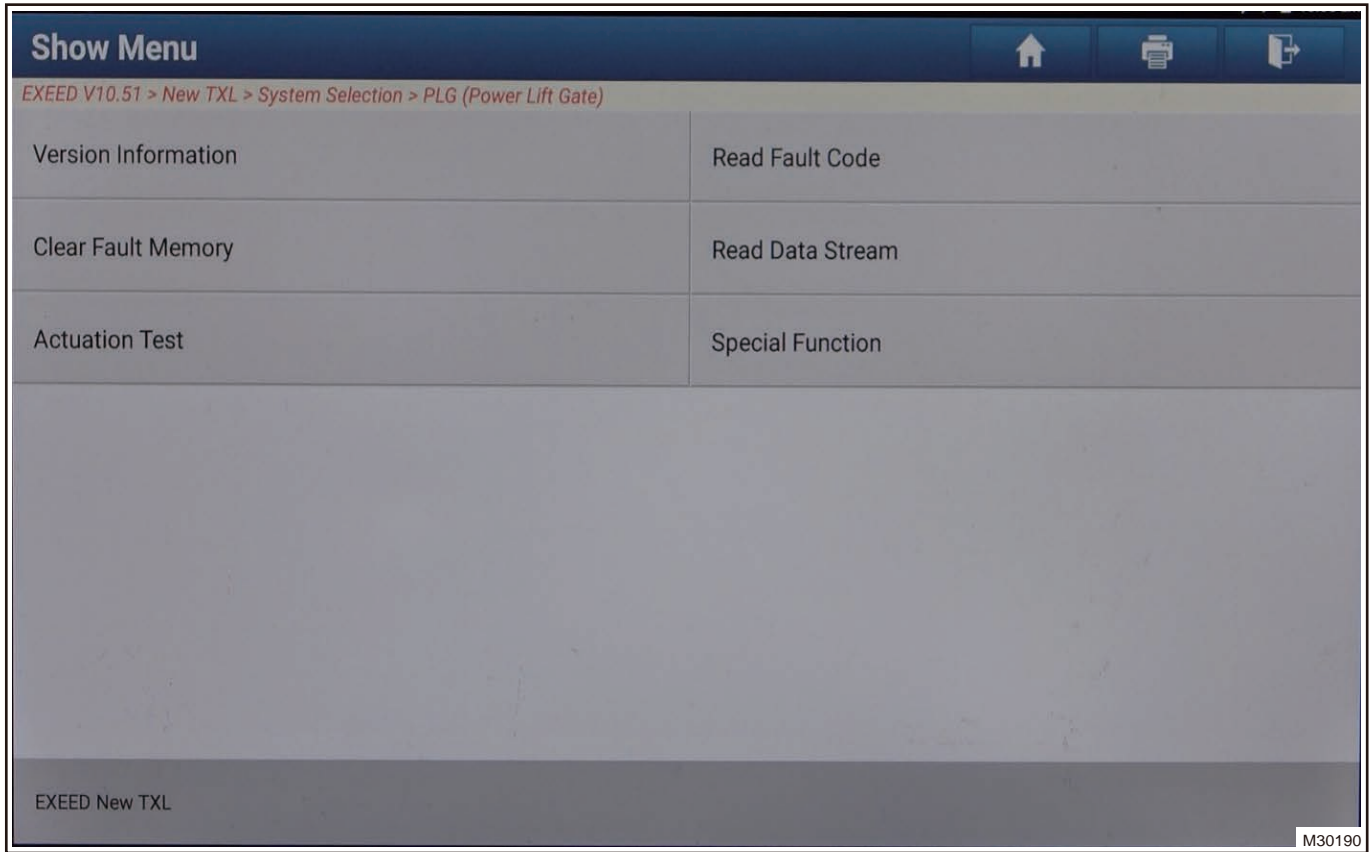 Show Menu
EXEED V10.51 > New TXL > System Selection > PLG (Power Lift Gate)
Version Information
Read Fault Code
Clear Fault Memory
Read Data Stream
Actuation Test
Special Function
EXEED New TXL
M30190